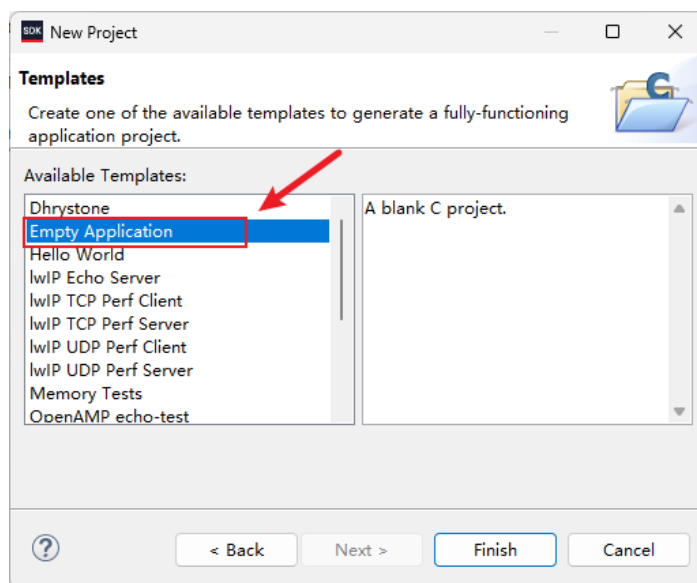 SDK New Project
Templates
Create one of the available templates to generate a fully-functioning
application project.
Available Templates:
Dhrystone
Empty Application
Hello World
lwIP Echo Server
lwIP TCP Perf Client
lwIP TCP Perf Server
lwIP UDP Perf Client
lwIP UDP Perf Server
Memory Tests
OpenAMP echo-test
A blank C project.
< Back
Next >
Finish
Cancel